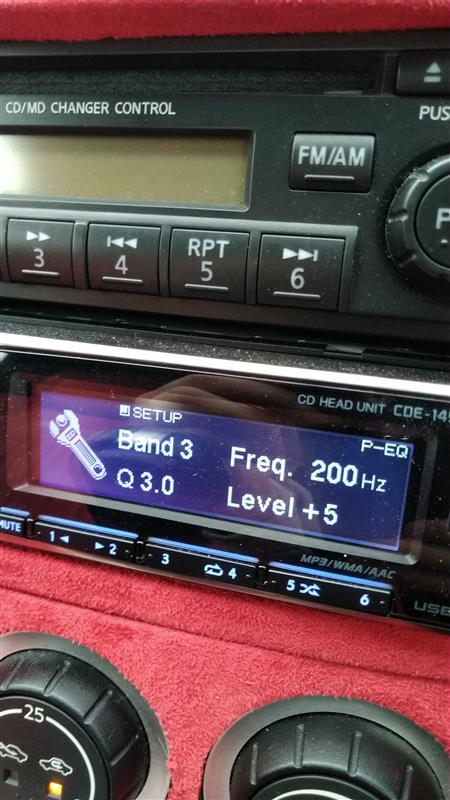 CD/MD CHANGER CONTROL
PUS
FM/AM
3
4
RPT
5
6
P
CD HEAD UNIT CDE-14
SETUP
P-EQ
Band 3
Freq. 200 Hz
Q 3.0
Level +5
MUTE
1
2
3
4
5
6
MP3/WMA/AAC
USB
25